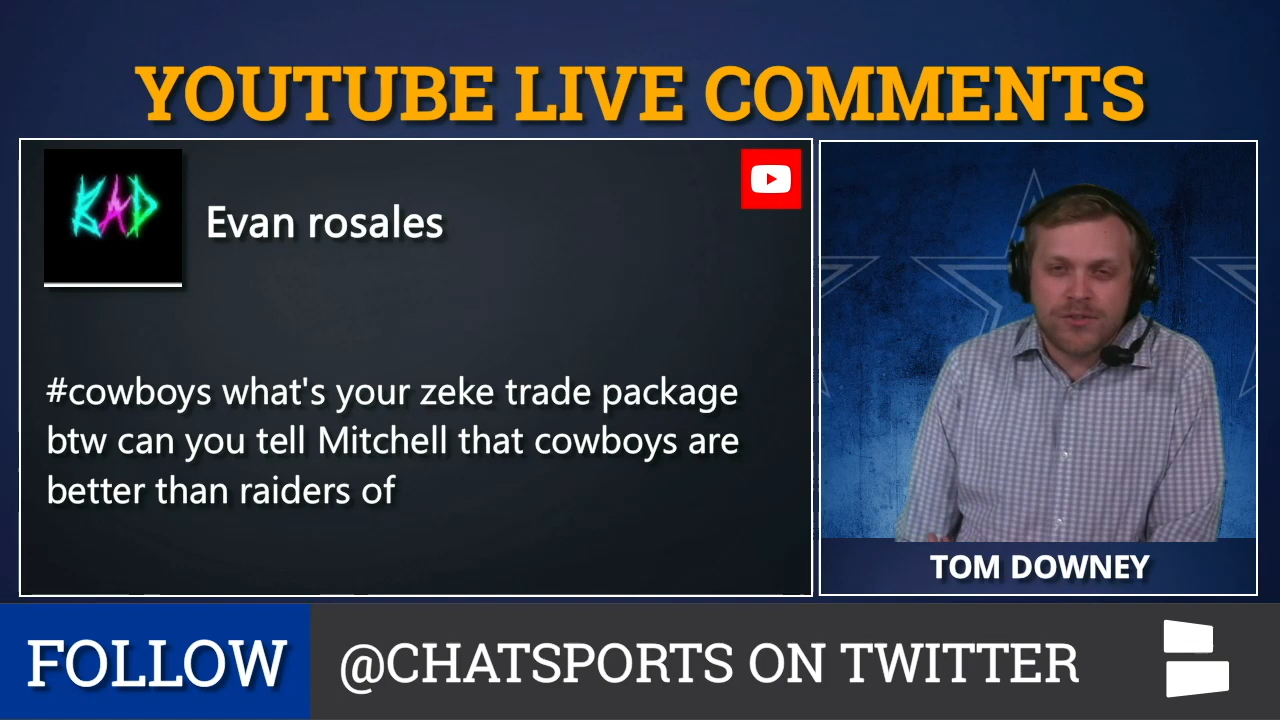 YOUTUBE LIVE COMMENTS
KAD
Evan rosales
#cowboys what's your zeke trade package
btw can you tell Mitchell that cowboys are
better than raiders of
TOM DOWNEY
FOLLOW
@CHATSPORTS ON TWITTER